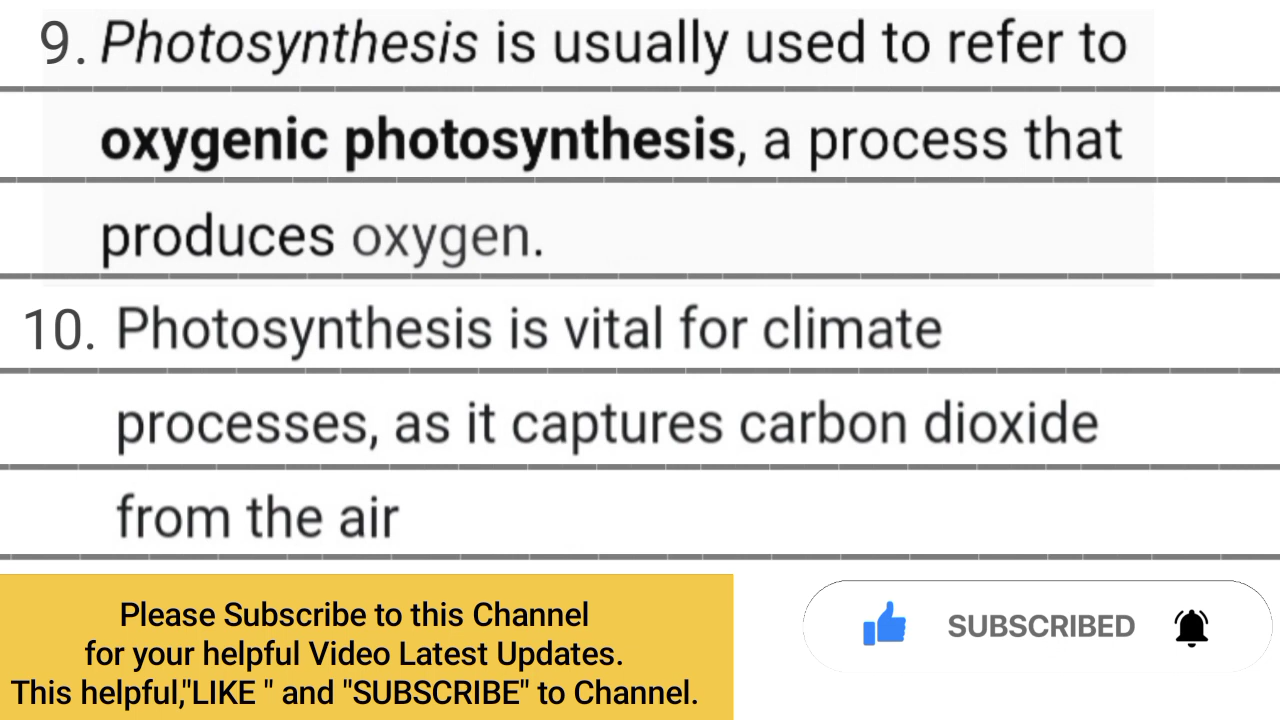 9. Photosynthesis is usually used to refer to
oxygenic photosynthesis, a process that
produces oxygen.
10. Photosynthesis is vital for climate
processes, as it captures carbon dioxide
from the air
Please Subscribe to this Channel
for your helpful Video Latest Updates.
This helpful,"LIKE " and "SUBSCRIBE" to Channel.
SUBSCRIBED